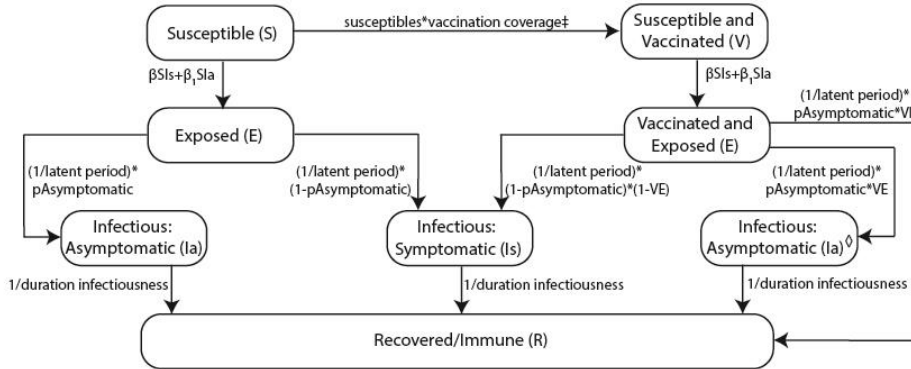 Susceptible (S)
susceptibles*vaccination coverage‡
Susceptible and
Vaccinated (V)
βSIs+β₁SIa
βSIs+β₁SIa
Exposed (E)
Vaccinated and
Exposed (E)
(1/latent period)*
pAsymptomatic*VE
(1/latent period)*
pAsymptomatic
(1/latent period)*
(1-pAsymptomatic)
(1/latent period)*
(1-pAsymptomatic)*(1-VE)
(1/latent period)*
pAsymptomatic*VE
Infectious:
Asymptomatic (Ia)
Infectious:
Symptomatic (Is)
Infectious:
Asymptomatic (Ia)◊
1/duration infectiousness
1/duration infectiousness
1/duration infectiousness
Recovered/Immune (R)